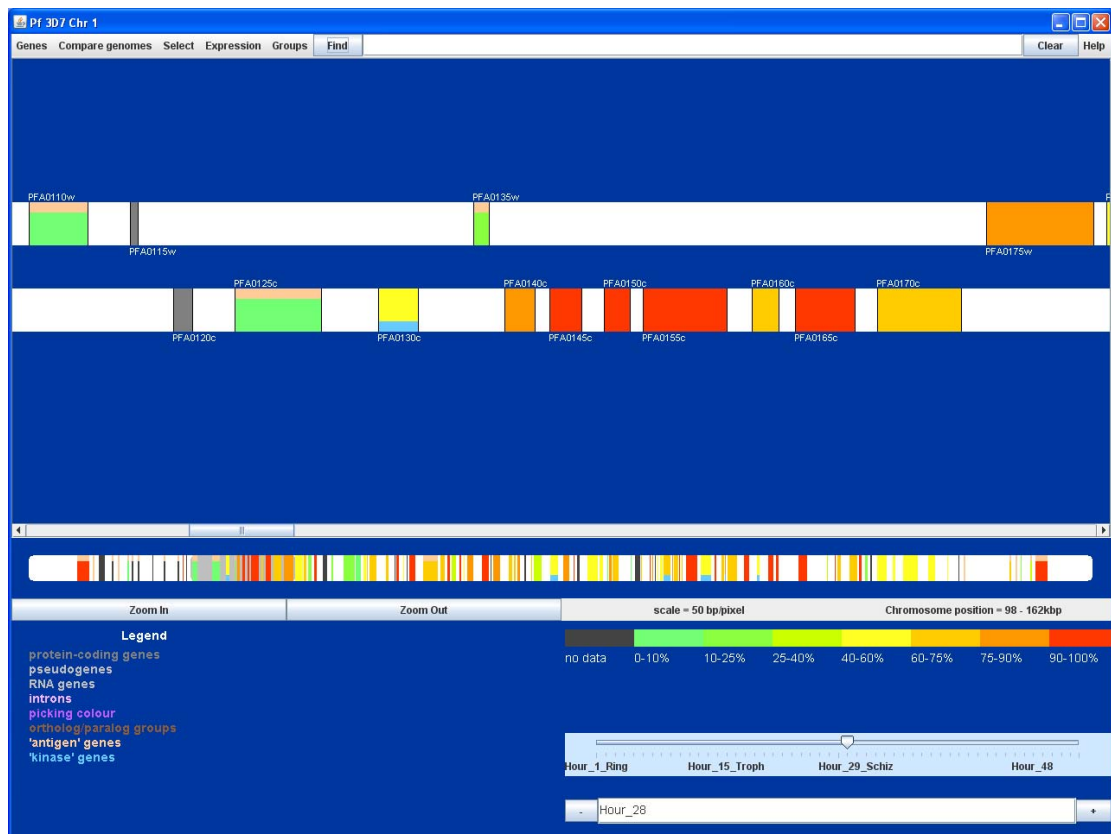 Pf 3D7 Chr 1
Genes Compare genomes Select Expression Groups Find Clear Help
PFA0110w PFA0135w
PFA0115w PFA0175w
PFA0125c PFA0140c PFA0150c PFA0160c PFA0170c
PFA0120c PFA0130c PFA0145c PFA0155c PFA0165c
Zoom In Zoom Out scale = 50 bp/pixel Chromosome position = 98 - 162kbp
Legend
protein-coding genes
pseudogenes
RNA genes
introns
picking colour
ortholog/paralog groups
'antigen' genes
'kinase' genes
no data 0-10% 10-25% 25-40% 40-60% 60-75% 75-90% 90-100%
Hour_1_Ring Hour_15_Troph Hour_29_Schiz Hour_48
- Hour_28 +